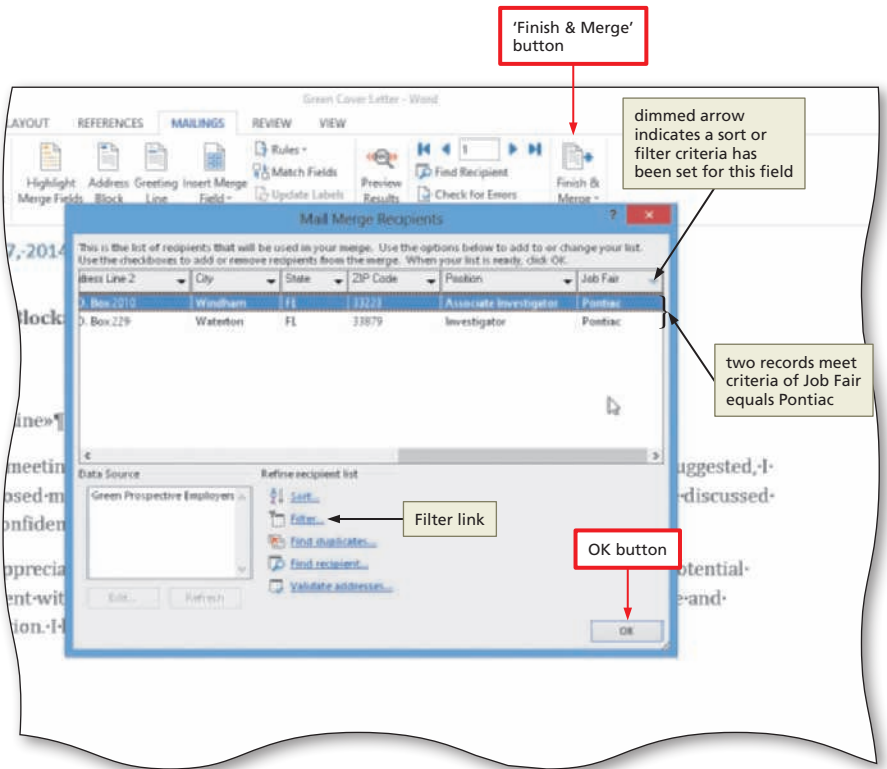 'Finish & Merge'
button
Green Cover Letter - Word
LAYOUT REFERENCES MAILINGS REVIEW VIEW
dimmed arrow
indicates a sort or
filter criteria has
been set for this field
Rules
Match Fields
Update Labels
Highlight
Merge Fields
Address
Block
Greeting
Line
Insert Merge
Field
Preview
Results
1
Find Recipient
Check for Errors
Finish &
Merge
7,·2014
Mail Merge Recipients
?
This is the list of recipients that will be used in your merge. Use the options below to add to or change your list.
Use the checkboxes to add or remove recipients from the merge. When your list is ready, click OK.
dress Line 2 City State ZIP Code Position Job Fair
O. Box 2010 Windham FL 33223 Associate Investigator Pontiac
O. Box 229 Waterton FL 33879 Investigator Pontiac
Block
two records meet
criteria of Job Fair
equals Pontiac
ine»¶
meetin
uggested,·I·
osed·m
·discussed·
onfiden
Data Source
Green Prospective Employers
Edit...
Refresh
Refine recipient list
Sort...
Filter...
Find duplicates...
Find recipient...
Validate addresses...
Filter link
OK button
pprecia
otential·
ent·wit
e·and·
tion.·I·
OK